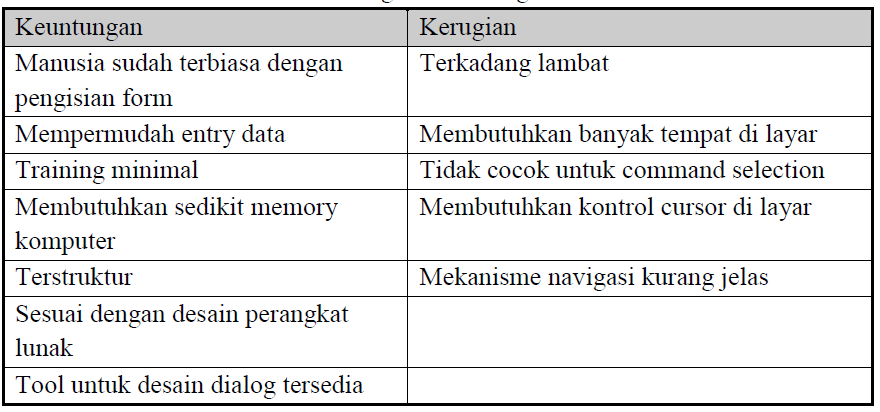 Keuntungan Kerugian
Manusia sudah terbiasa dengan Terkadang lambat
pengisian form
Mempermudah entry data Membutuhkan banyak tempat di layar
Training minimal Tidak cocok untuk command selection
Membutuhkan sedikit memory Membutuhkan kontrol cursor di layar
komputer
Terstruktur Mekanisme navigasi kurang jelas
Sesuai dengan desain perangkat
lunak
Tool untuk desain dialog tersedia